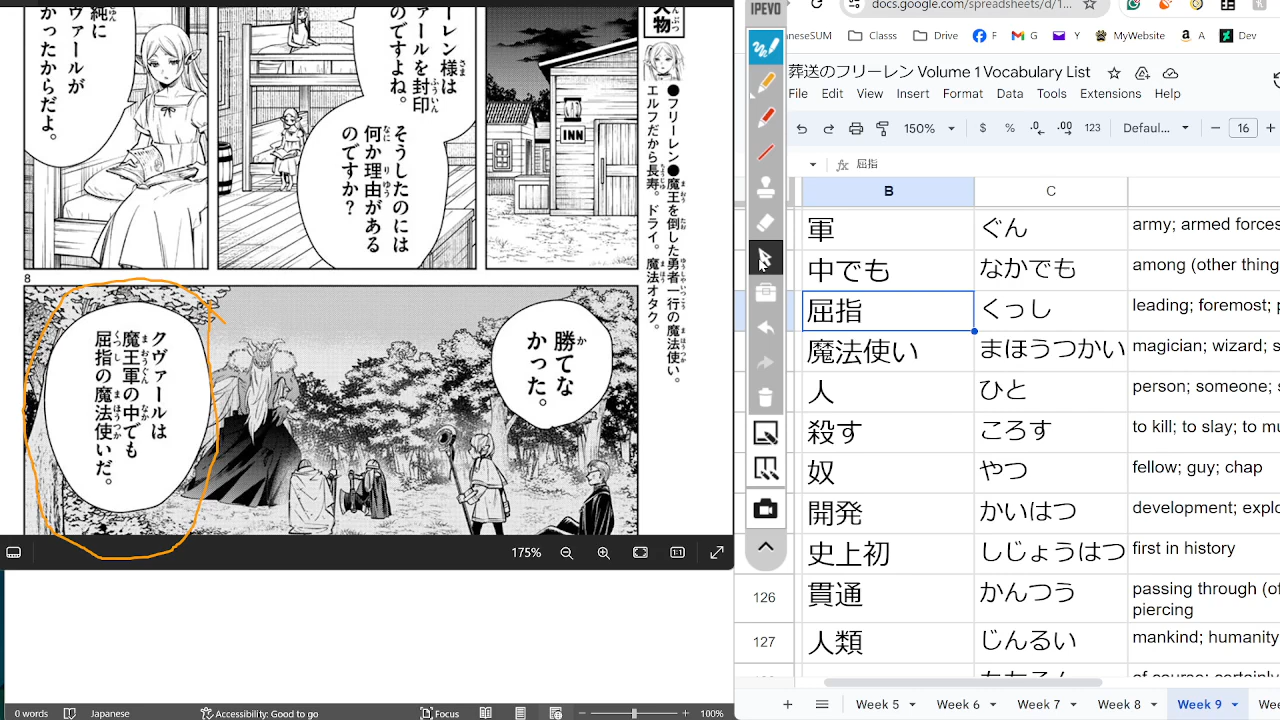 人物
んぶつ
●フリーレン●魔王を倒した勇者一行の魔法使い。
エルフだから長寿。ドライ。魔法オタク。
INN
ーレン様は
ァールを封印
のですよね。
そうしたのには
何か理由がある
のですか?
純に
ヴァールが
かったからだよ。
8
勝てな
かった。
クヴァールは
魔王軍の中でも
屈指の魔法使いだ。
175%
1:1
0 words
Japanese
Accessibility: Good to go
Focus
100%
IPEVO
docs.google.com/spreadsh
neseSUM
Classes
Drive
F
MyWebsite
Dev
葬送のフリーレン Volume 1 Vocabulary List
File
Edit
View
Insert
Format
Data
Tools
Extensions
Help
150%
$
%
.00
Defaul...
16
屈指
B
C
軍
ぐん
army, armed forces
中でも
なかでも
among (other thing
屈指
くっし
leading; foremost; p
魔法使い
まほうつかい
magician; wizard; s
人
ひと
person; someone; s
殺す
ころす
to kill; to slay; to mu
奴
やつ
fellow; guy; chap
開発
かいはつ
development; explo
史上初
しじょうはつ
first in history
126
貫通
かんつう
passing through (ot
piercing
127
人類
じんるい
mankind; humanity
of course; certainly
Week 5
Week 6
Week 8
Week 9